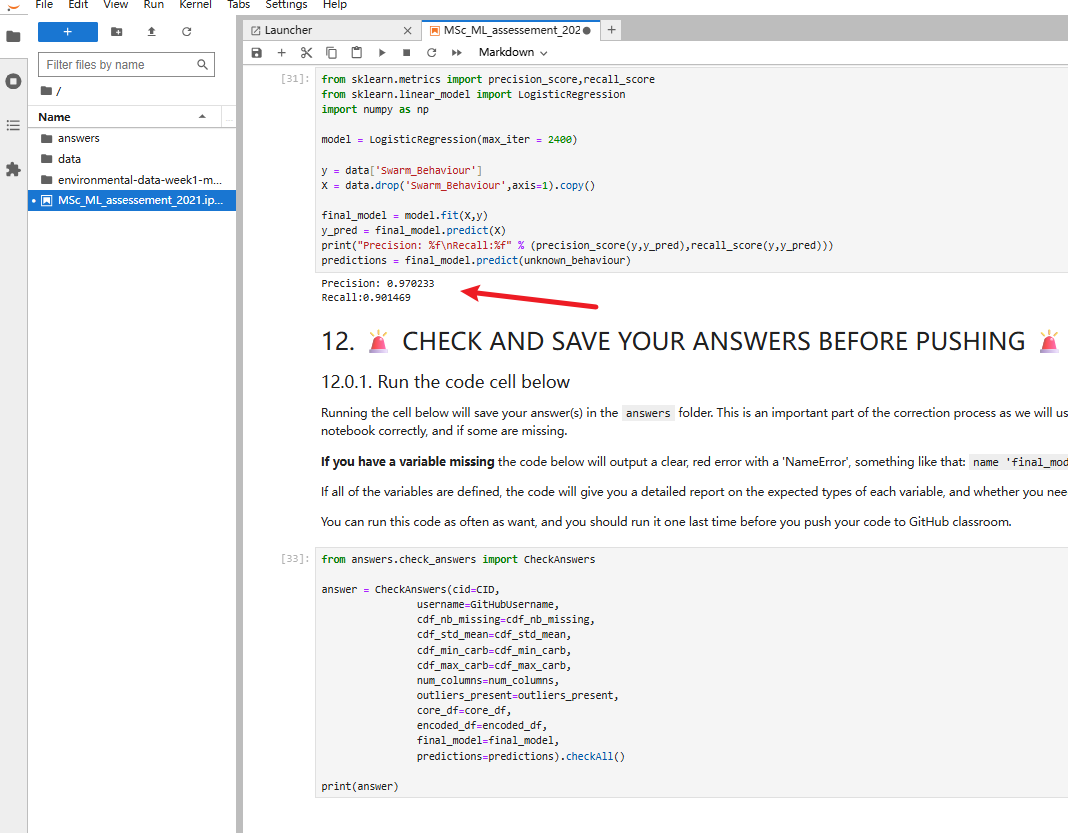 File Edit View Run Kernel Tabs Settings Help
Launcher
MSc_ML_assessement_202
Markdown
Filter files by name
/
Name
answers
data
environmental-data-week1-m...
MSc_ML_assessement_2021.ip...
[31]:
from sklearn.metrics import precision_score,recall_score
from sklearn.linear_model import LogisticRegression
import numpy as np
model = LogisticRegression(max_iter = 2400)
y = data['Swarm_Behaviour']
X = data.drop('Swarm_Behaviour',axis=1).copy()
final_model = model.fit(X,y)
y_pred = final_model.predict(X)
print("Precision: %f\nRecall:%f" % (precision_score(y,y_pred),recall_score(y,y_pred)))
predictions = final_model.predict(unknown_behaviour)
Precision: 0.970233
Recall:0.901469
12. 🚨 CHECK AND SAVE YOUR ANSWERS BEFORE PUSHING 🚨
12.0.1. Run the code cell below
Running the cell below will save your answer(s) in the answers folder. This is an important part of the correction process as we will us
notebook correctly, and if some are missing.
If you have a variable missing the code below will output a clear, red error with a 'NameError', something like that: name 'final_mod
If all of the variables are defined, the code will give you a detailed report on the expected types of each variable, and whether you nee
You can run this code as often as want, and you should run it one last time before you push your code to GitHub classroom.
[33]:
from answers.check_answers import CheckAnswers
answer = CheckAnswers(cid=CID,
username=GitHubUsername,
cdf_nb_missing=cdf_nb_missing,
cdf_std_mean=cdf_std_mean,
cdf_min_carb=cdf_min_carb,
cdf_max_carb=cdf_max_carb,
num_columns=num_columns,
outliers_present=outliers_present,
core_df=core_df,
encoded_df=encoded_df,
final_model=final_model,
predictions=predictions).checkAll()
print(answer)